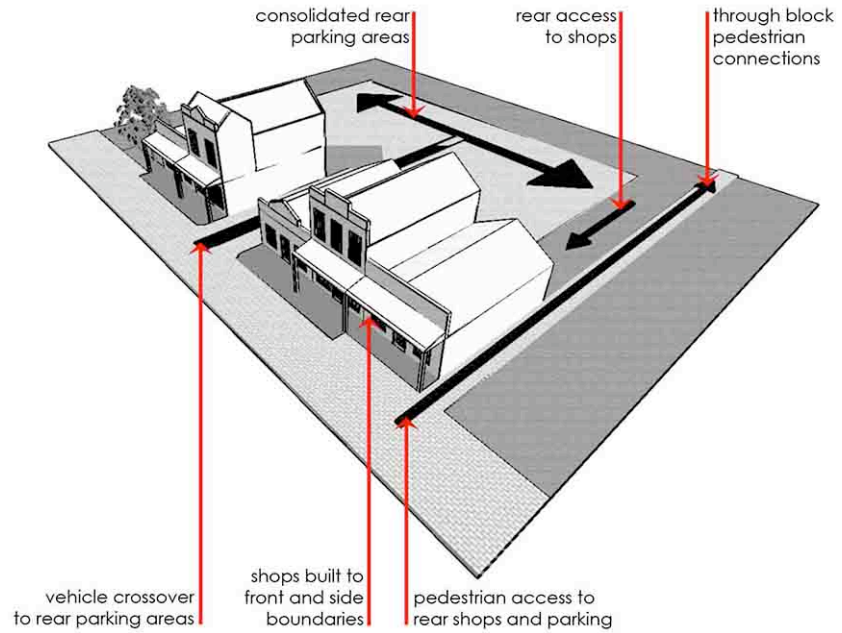 consolidated rear
parking areas
rear access
to shops
through block
pedestrian
connections
vehicle crossover
to rear parking areas
shops built to
front and side
boundaries
pedestrian access to
rear shops and parking